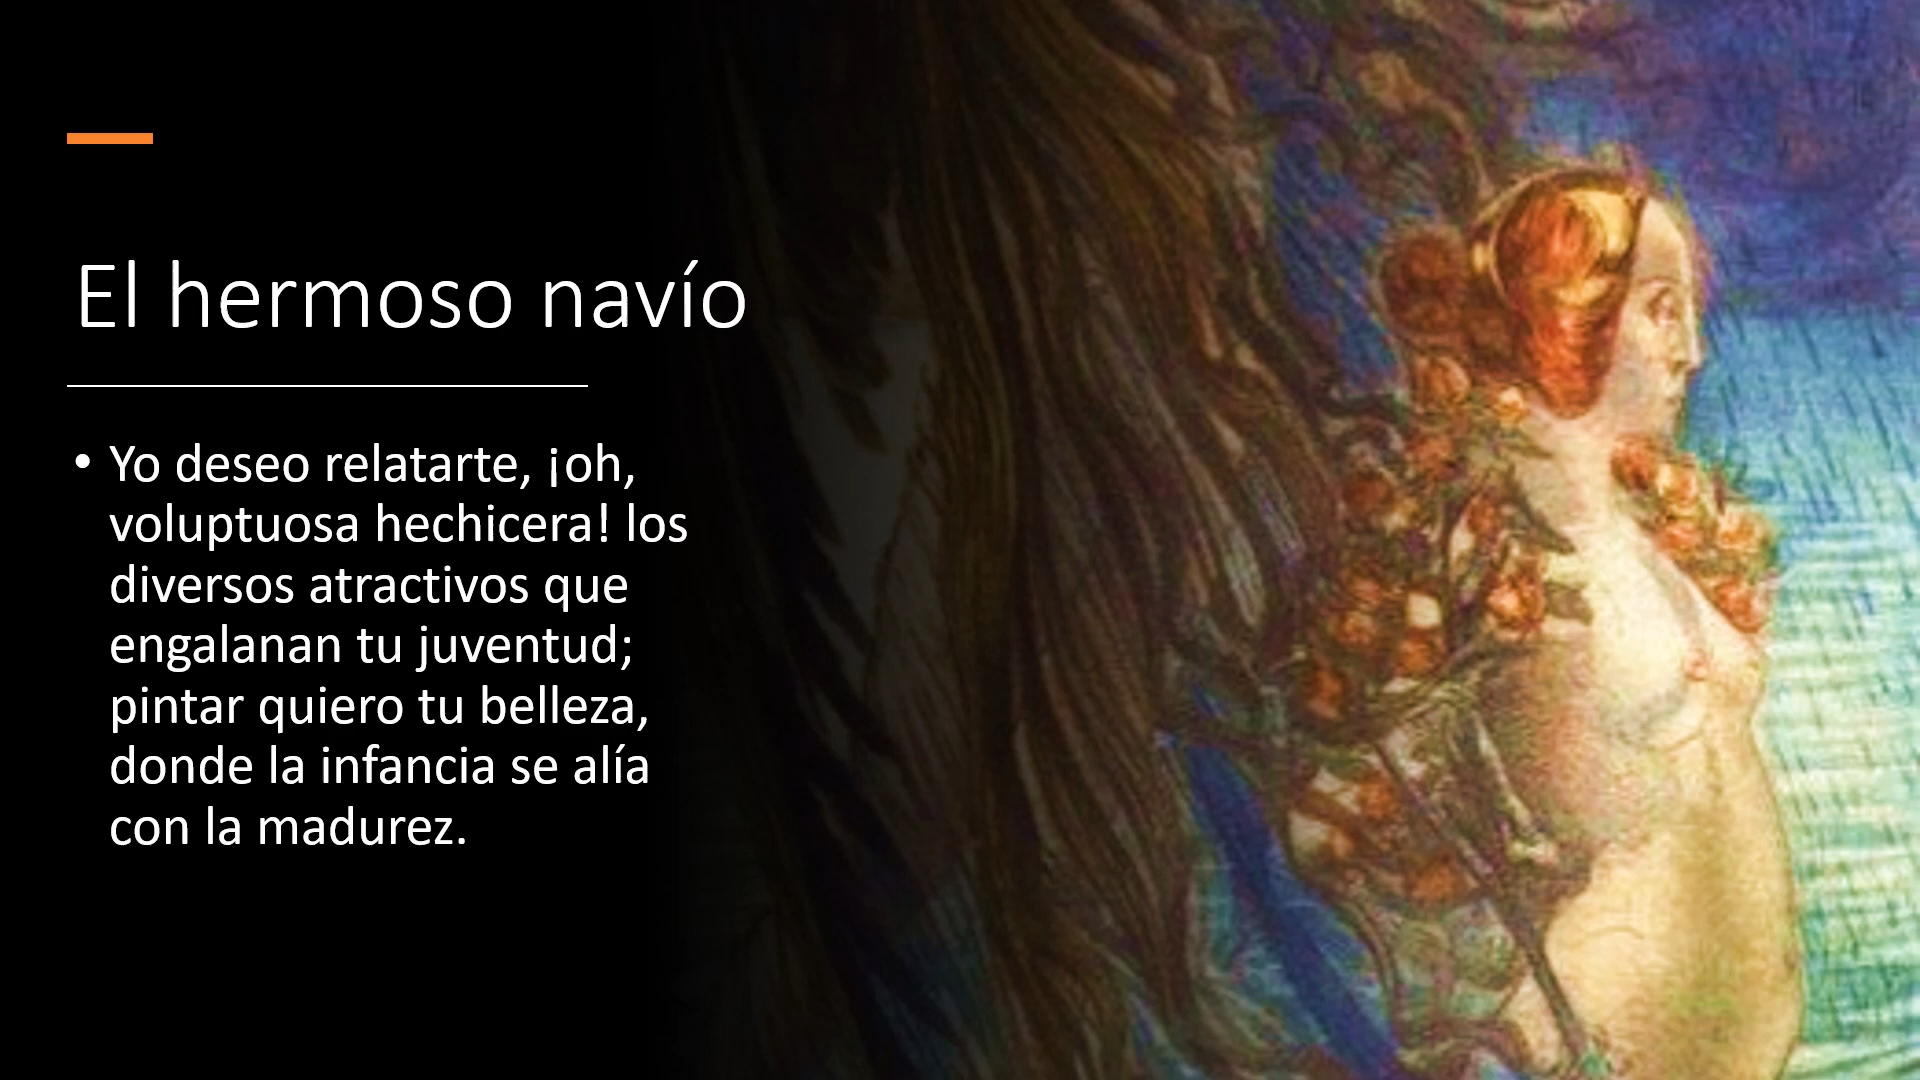 El hermoso navío
• Yo deseo relatarte, ¡oh,
voluptuosa hechicera! los
diversos atractivos que
engalanan tu juventud;
pintar quiero tu belleza,
donde la infancia se alía
con la madurez.